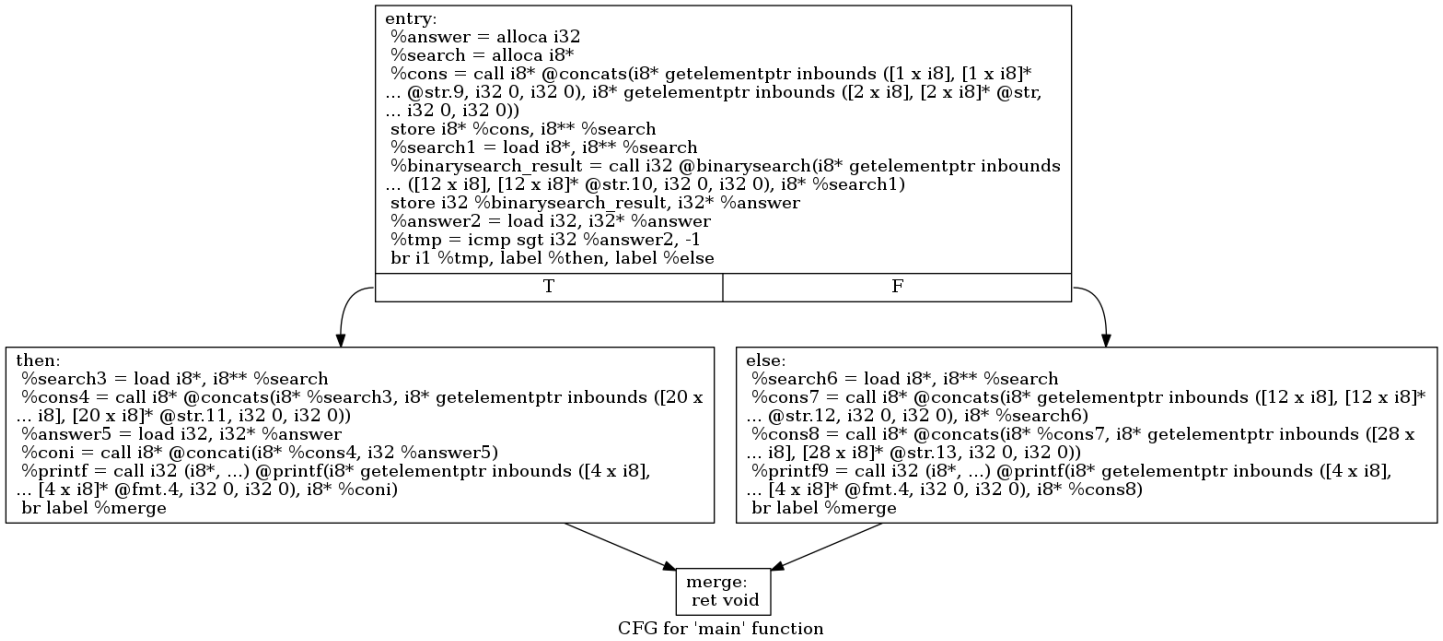 entry:
%answer = alloca i32
%search = alloca i8*
%cons = call i8* @concats(i8* getelementptr inbounds ([1 x i8], [1 x i8]*
... @str.9, i32 0, i32 0), i8* getelementptr inbounds ([2 x i8], [2 x i8]* @str,
... i32 0, i32 0))
store i8* %cons, i8** %search
%search1 = load i8*, i8** %search
%binarysearch_result = call i32 @binarysearch(i8* getelementptr inbounds
... ([12 x i8], [12 x i8]* @str.10, i32 0, i32 0), i8* %search1)
store i32 %binarysearch_result, i32* %answer
%answer2 = load i32, i32* %answer
%tmp = icmp sgt i32 %answer2, -1
br i1 %tmp, label %then, label %else
T
F
then:
%search3 = load i8*, i8** %search
%cons4 = call i8* @concats(i8* %search3, i8* getelementptr inbounds ([20 x
... i8], [20 x i8]* @str.11, i32 0, i32 0))
%answer5 = load i32, i32* %answer
%coni = call i8* @concati(i8* %cons4, i32 %answer5)
%printf = call i32 (i8*, ...) @printf(i8* getelementptr inbounds ([4 x i8],
... [4 x i8]* @fmt.4, i32 0, i32 0), i8* %coni)
br label %merge
else:
%search6 = load i8*, i8** %search
%cons7 = call i8* @concats(i8* getelementptr inbounds ([12 x i8], [12 x i8]*
... @str.12, i32 0, i32 0), i8* %search6)
%cons8 = call i8* @concats(i8* %cons7, i8* getelementptr inbounds ([28 x
... i8], [28 x i8]* @str.13, i32 0, i32 0))
%printf9 = call i32 (i8*, ...) @printf(i8* getelementptr inbounds ([4 x i8],
... [4 x i8]* @fmt.4, i32 0, i32 0), i8* %cons8)
br label %merge
merge:
ret void
CFG for 'main' function